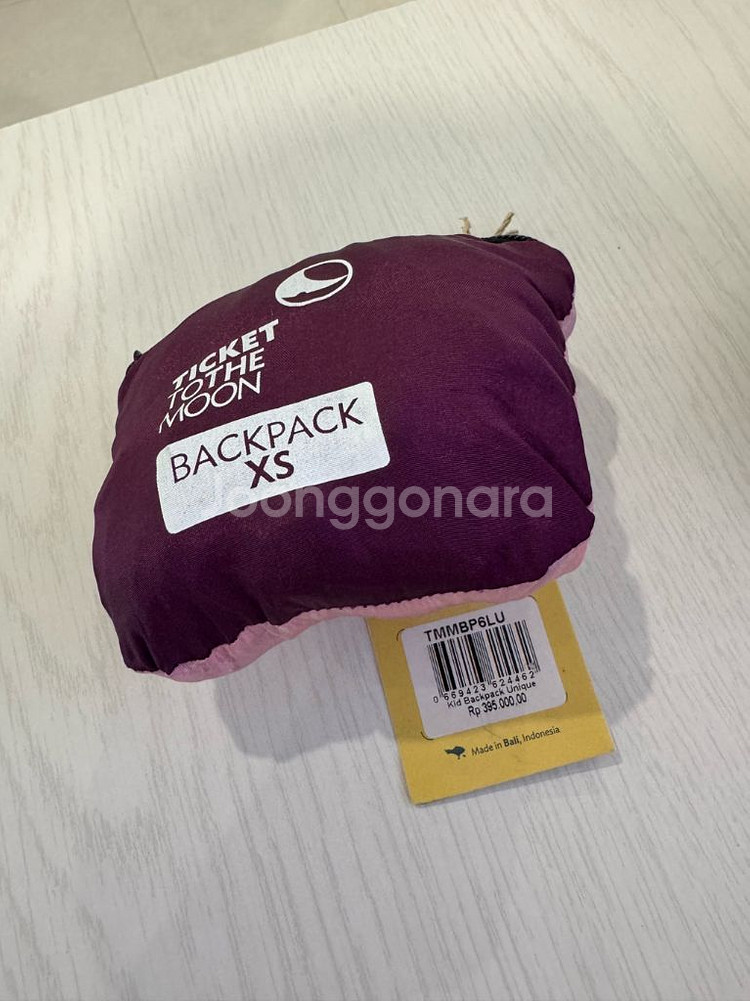 TICKET
TO THE
MOON
BACKPACK
XS
joonggonara
TMMBP6LU
0 669423 624462
Kid Backpack Unique
Rp 395.000.00
Made in Bali, Indonesia